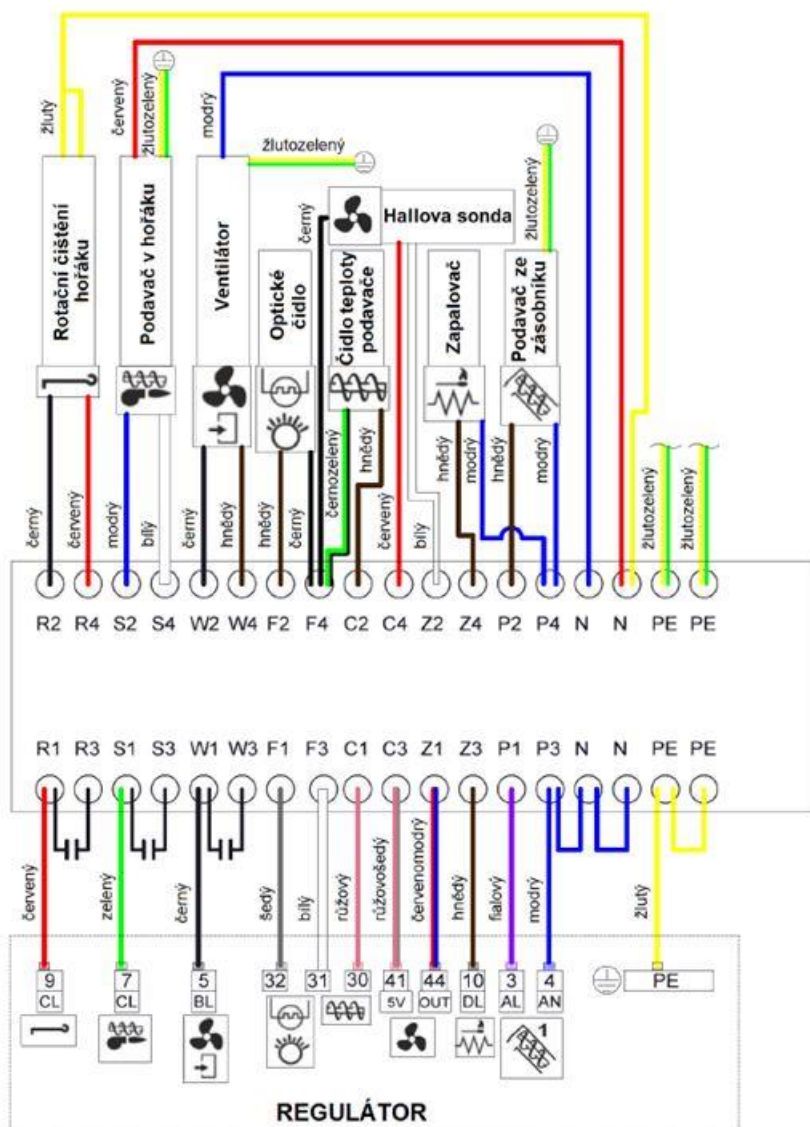 žlutý
červený
žlutozelený
modrý
žlutozelený
žlutozelený
černý
Hallova sonda
Rotační čištění
hořáku
Podavač v hořáku
Ventilátor
Optické
čidlo
Čidlo teploty
podavače
Zapalovač
Podavač ze
zásobníku
černý
červený
modrý
bílý
černý
hnědý
hnědý
černý
černozelený
hnědý
červený
bílý
hnědý
modrý
hnědý
modrý
žlutozelený
žlutozelený
R2 R4 S2 S4 W2 W4 F2 F4 C2 C4 Z2 Z4 P2 P4 N N PE PE
R1 R3 S1 S3 W1 W3 F1 F3 C1 C3 Z1 Z3 P1 P3 N N PE PE
červený
zelený
černý
šedý
bílý
růžový
růžovošedý
červenomodrý
hnědý
fialový
modrý
žlutý
9 7 5 32 31 30 41 44 10 3 4 PE
CL CL BL 5V OUT DL AL AN
1
REGULÁTOR